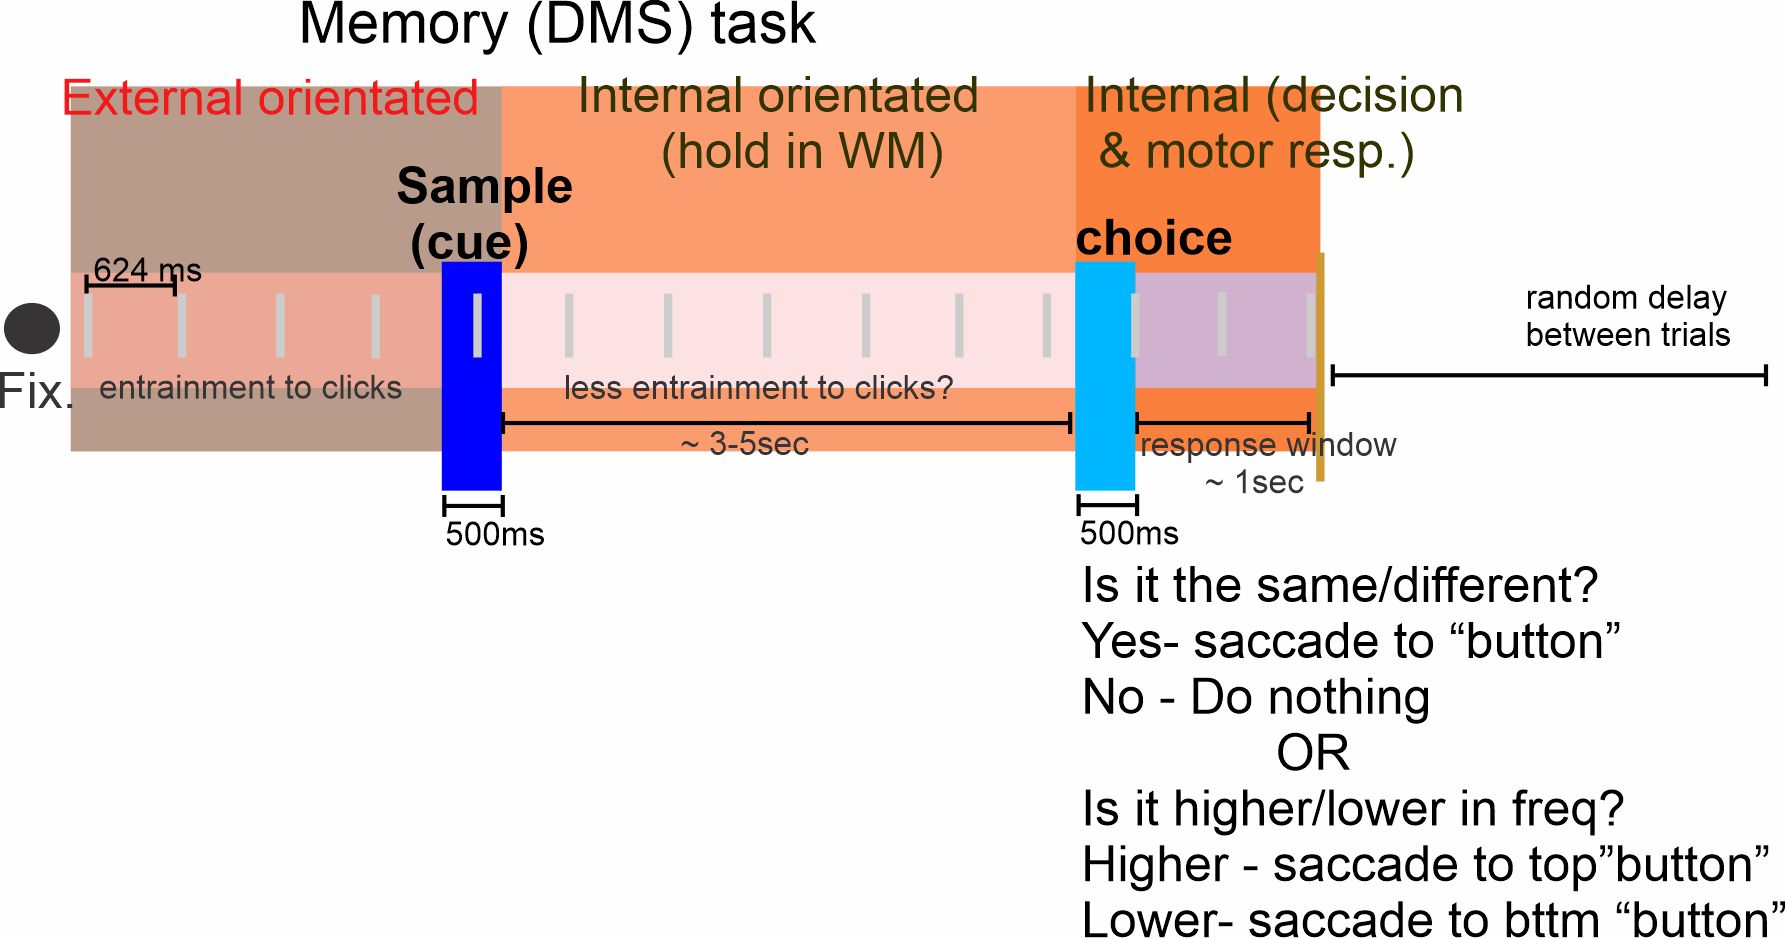 Memory (DMS) task
External orientated
Internal orientated
(hold in WM)
Internal (decision
& motor resp.)
Sample
(cue)
choice
624 ms
random delay
between trials
Fix.
entrainment to clicks
less entrainment to clicks?
~ 3-5sec
response window
~ 1sec
500ms
500ms
Is it the same/different?
Yes- saccade to “button”
No - Do nothing
OR
Is it higher/lower in freq?
Higher - saccade to top”button”
Lower- saccade to bttm “button”